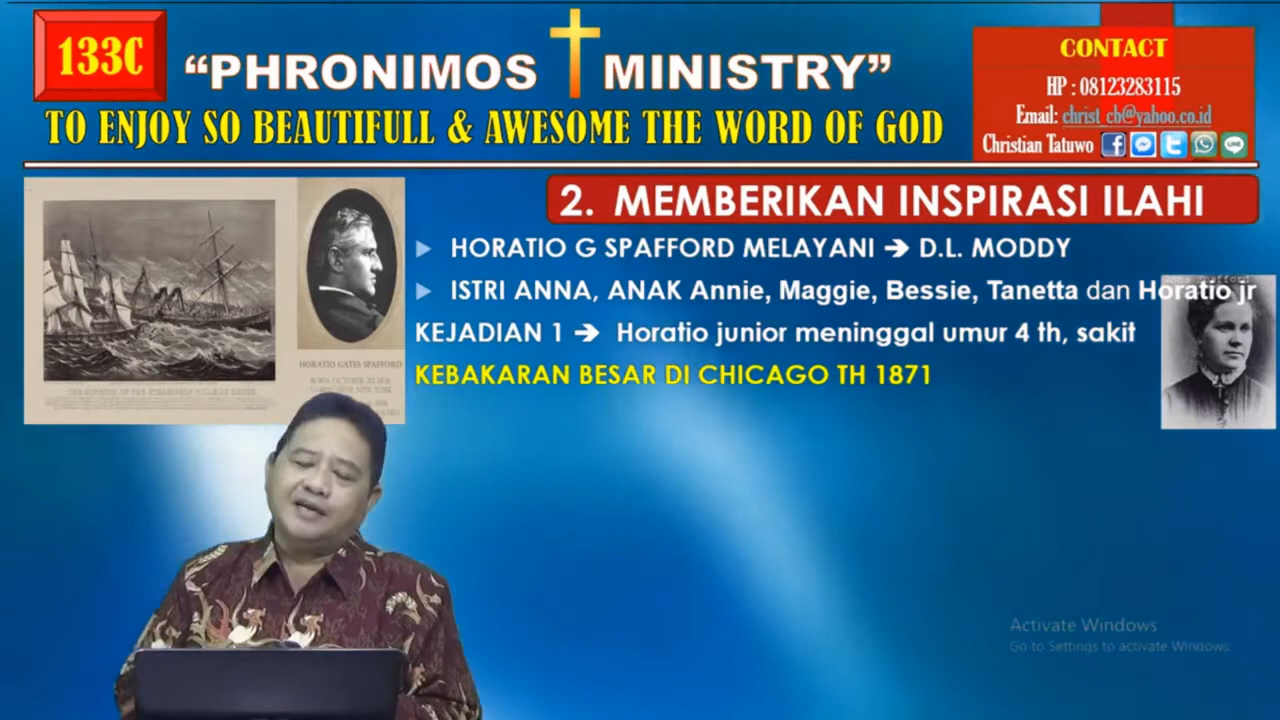 133C
“PHRONIMOS MINISTRY”
TO ENJOY SO BEAUTIFULL & AWESOME THE WORD OF GOD
CONTACT
HP : 08123283115
Email: christ_cb@yahoo.co.id
Christian Tatuwo
2. MEMBERIKAN INSPIRASI ILAHI
HORATIO G SPAFFORD MELAYANI ➔ D.L. MODDY
ISTRI ANNA, ANAK Annie, Maggie, Bessie, Tanetta dan Horatio jr
KEJADIAN 1 ➔ Horatio junior meninggal umur 4 th, sakit
KEBAKARAN BESAR DI CHICAGO TH 1871
HORATIO GATES SPAFFORD
Anna Spafford
Activate Windows
Go to Settings to activate Windows.